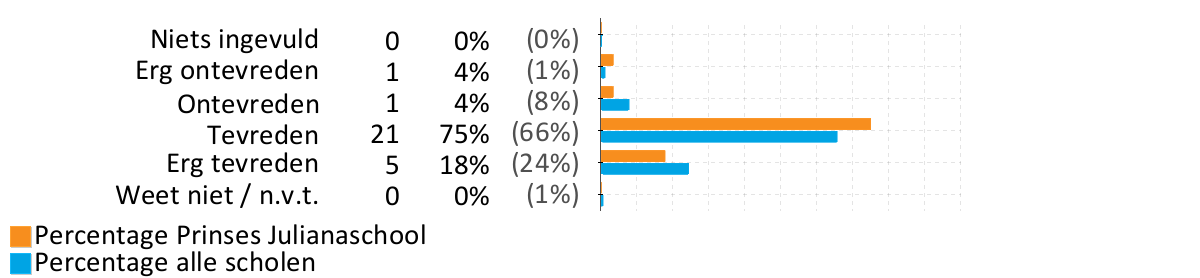 Niets ingevuld 0 0% (0%)
Erg ontevreden 1 4% (1%)
Ontevreden 1 4% (8%)
Tevreden 21 75% (66%)
Erg tevreden 5 18% (24%)
Weet niet / n.v.t. 0 0% (1%)
Percentage Prinses Julianaschool
Percentage alle scholen